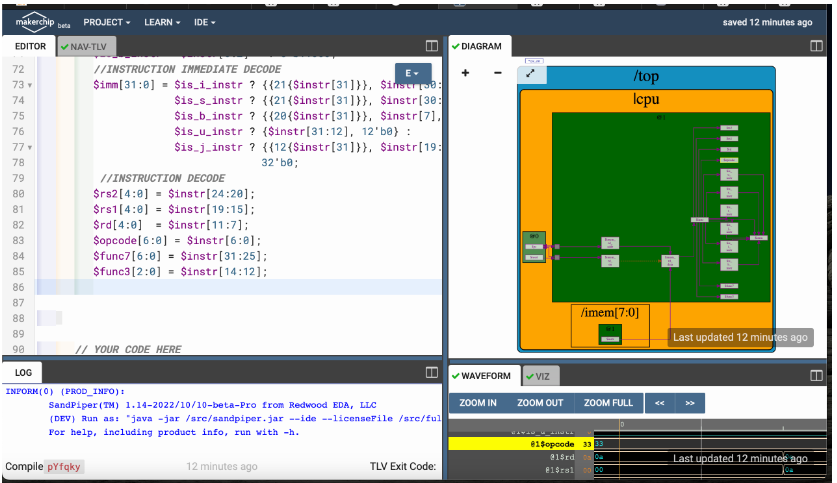 makerchip beta PROJECT LEARN IDE saved 12 minutes ago
EDITOR NAV-TLV
E
72 //INSTRUCTION IMMEDIATE DECODE
73 $imm[31:0] = $is_i_instr ? {{21{$instr[31]}}, $instr[30:
74 $is_s_instr ? {{21{$instr[31]}}, $instr[30:
75 $is_b_instr ? {{20{$instr[31]}}, $instr[7],
76 $is_u_instr ? {$instr[31:12], 12'b0} :
77 $is_j_instr ? {{12{$instr[31]}}, $instr[19:
78 32'b0;
79 //INSTRUCTION DECODE
80 $rs2[4:0] = $instr[24:20];
81 $rs1[4:0] = $instr[19:15];
82 $rd[4:0] = $instr[11:7];
83 $opcode[6:0] = $instr[6:0];
84 $func7[6:0] = $instr[31:25];
85 $func3[2:0] = $instr[14:12];
86
87
88
89
90 // YOUR CODE HERE
LOG
INFORM(0) (PROD_INFO):
SandPiper(TM) 1.14-2022/10/10-beta-Pro from Redwood EDA, LLC
(DEV) Run as: "java -jar /src/sandpiper.jar --ide --licenseFile /src/ful
For help, including product info, run with -h.
Compile pYfqky 12 minutes ago TLV Exit Code:
DIAGRAM
+ −
/top
|cpu
@0
/imem[7:0]
Last updated 12 minutes ago
WAVEFORM VIZ
ZOOM IN ZOOM OUT ZOOM FULL << >>
0
@1$opcode 33 33
@1$rd 0a 0a
@1$rs1 00 00 0a
Last updated 12 minutes ago